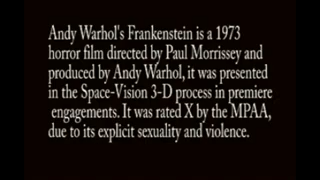 Andy Warhol's Frankenstein is a 1973
horror film directed by Paul Morrissey and
produced by Andy Warhol, it was presented
in the Space-Vision 3-D process in premiere
engagements. It was rated X by the MPAA,
due to its explicit sexuality and violence.